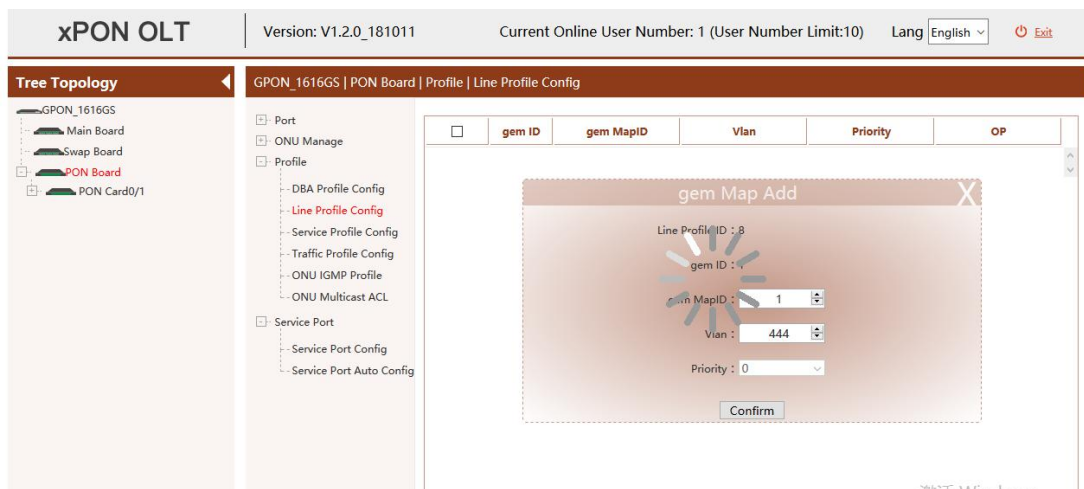 xPON OLT
Version: V1.2.0_181011
Current Online User Number: 1 (User Number Limit:10)
Lang English
Exit
Tree Topology
GPON_1616GS | PON Board | Profile | Line Profile Config
GPON_1616GS
Main Board
Swap Board
PON Board
PON Card0/1
Port
ONU Manage
Profile
DBA Profile Config
Line Profile Config
Service Profile Config
Traffic Profile Config
ONU IGMP Profile
ONU Multicast ACL
Service Port
Service Port Config
Service Port Auto Config
gem ID gem MapID Vlan Priority OP
gem Map Add
X
Line Profile ID : 8
gem ID :
gem MapID : 1
Vlan : 444
Priority : 0
Confirm